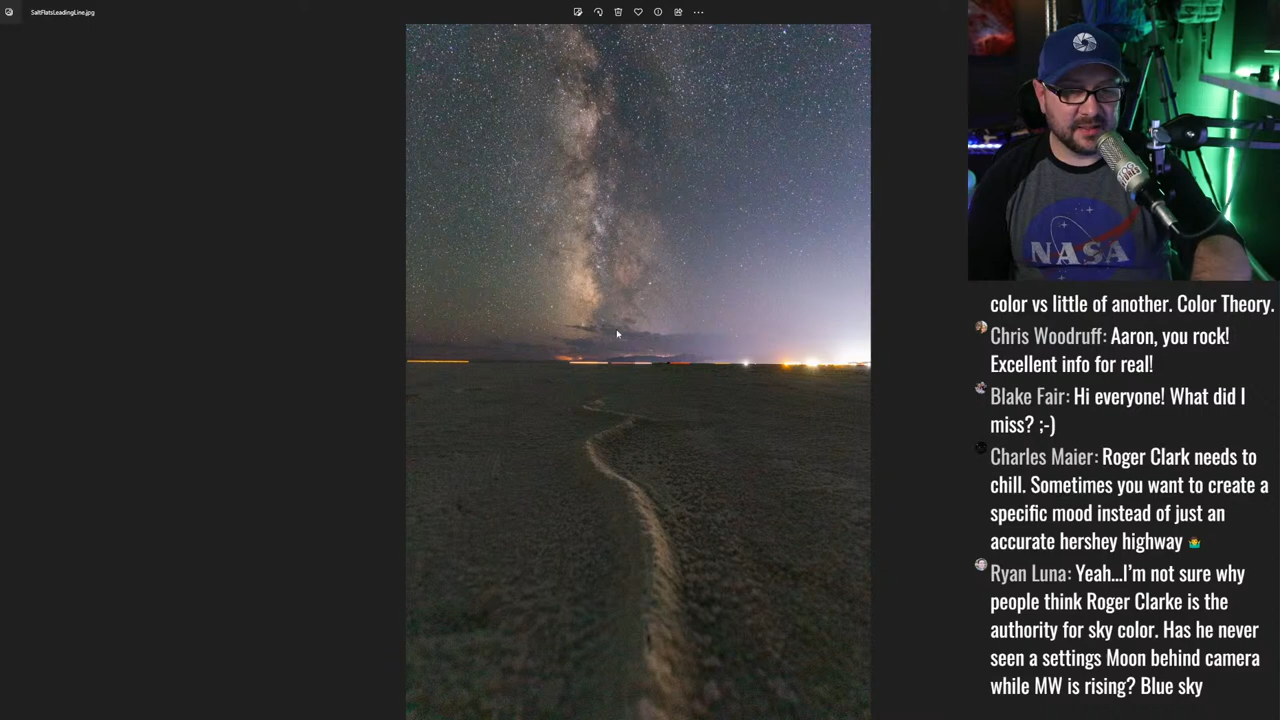 SaltFlatsLeadingLine.jpg
NASA
color vs little of another. Color Theory.
Chris Woodruff: Aaron, you rock!
Excellent info for real!
Blake Fair: Hi everyone! What did I
miss? ;-)
Charles Maier: Roger Clark needs to
chill. Sometimes you want to create a
specific mood instead of just an
accurate hershey highway 🤷‍♂️
Ryan Luna: Yeah...I'm not sure why
people think Roger Clarke is the
authority for sky color. Has he never
seen a settings Moon behind camera
while MW is rising? Blue sky